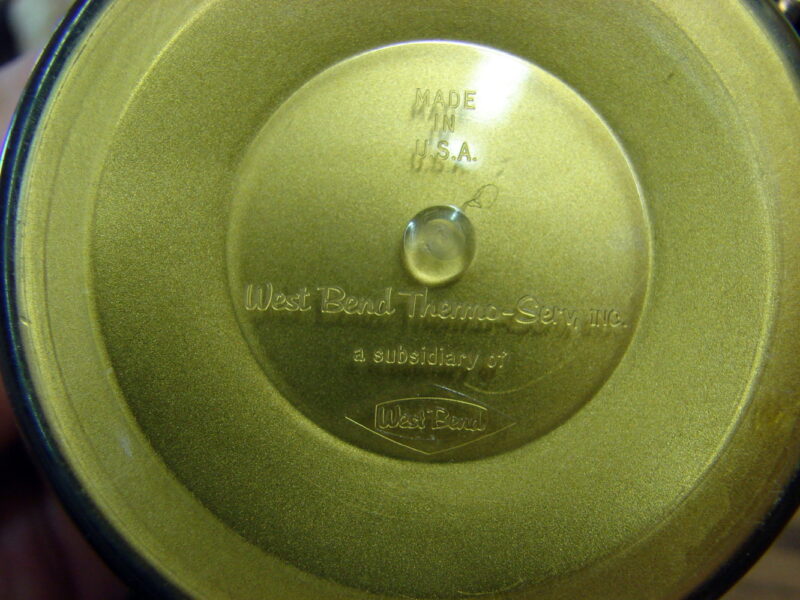 MADE
IN
U.S.A.
West Bend Thermo-Serv, INC.
a subsidiary of
West Bend